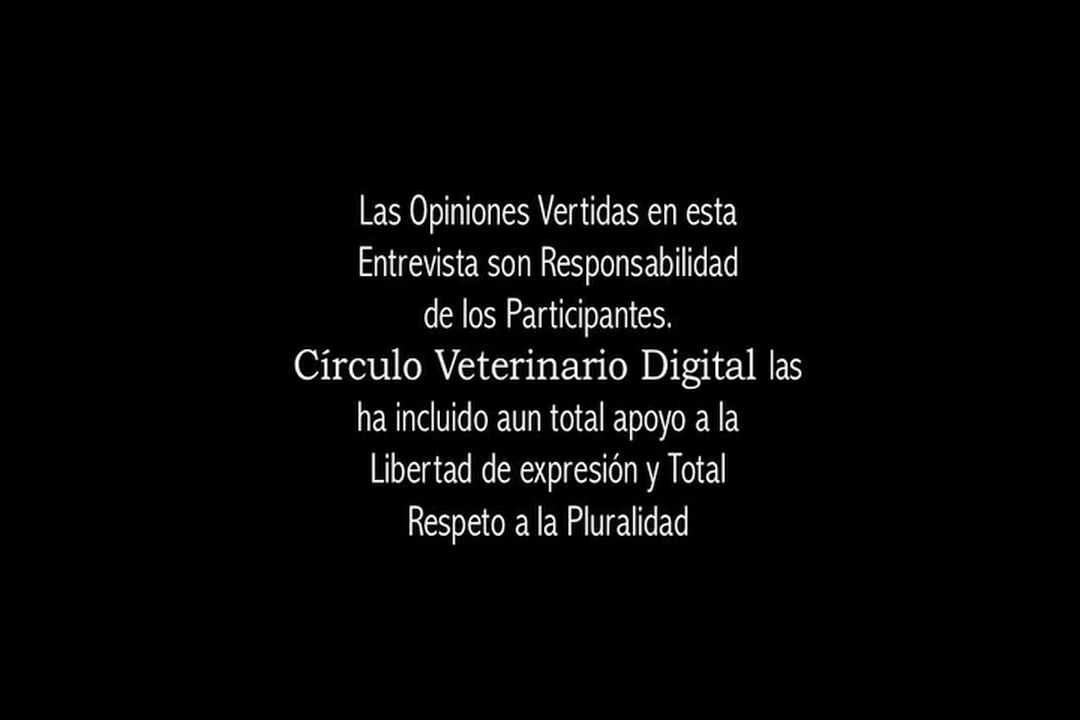 Las Opiniones Vertidas en esta
Entrevista son Responsabilidad
de los Participantes.
Círculo Veterinario Digital las
ha incluido aun total apoyo a la
Libertad de expresión y Total
Respeto a la Pluralidad